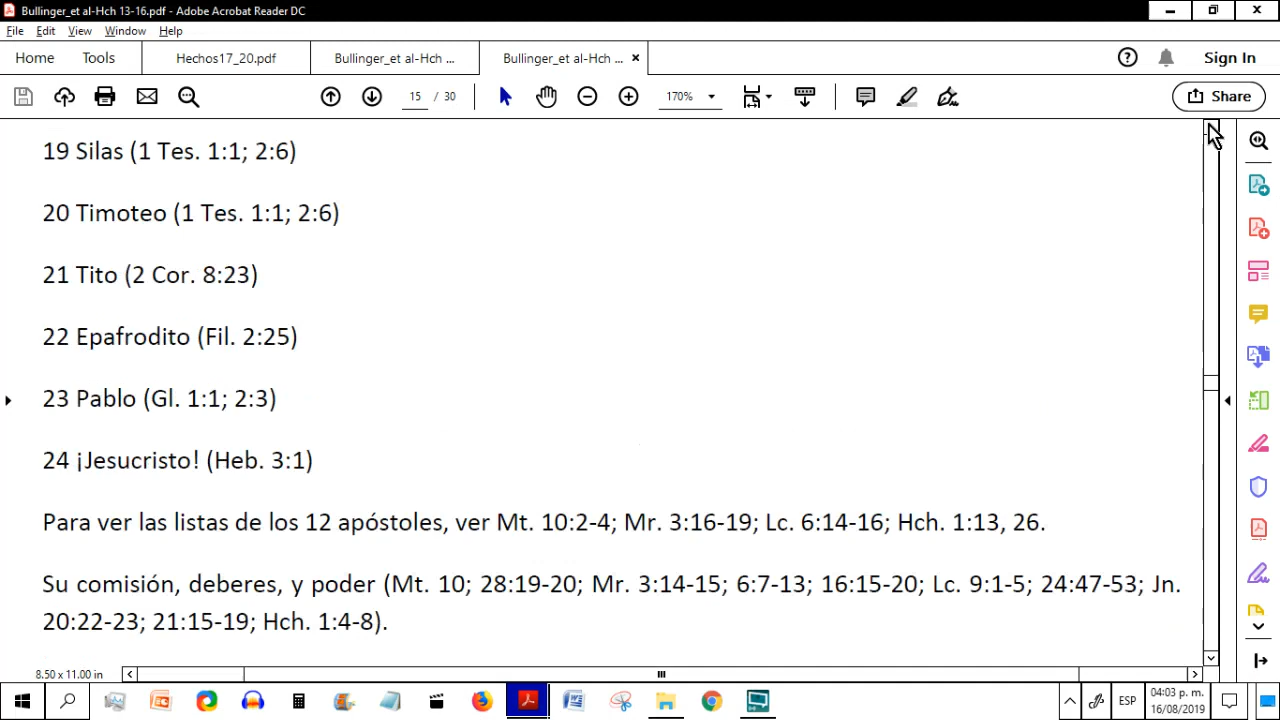 Bullinger_et al-Hch 13-16.pdf - Adobe Acrobat Reader DC
File Edit View Window Help
Home Tools Hechos17_20.pdf Bullinger_et al-Hch ... Bullinger_et al-Hch ... Sign In
15 / 30 170% Share
19 Silas (1 Tes. 1:1; 2:6)
20 Timoteo (1 Tes. 1:1; 2:6)
21 Tito (2 Cor. 8:23)
22 Epafrodito (Fil. 2:25)
23 Pablo (Gl. 1:1; 2:3)
24 ¡Jesucristo! (Heb. 3:1)
Para ver las listas de los 12 apóstoles, ver Mt. 10:2-4; Mr. 3:16-19; Lc. 6:14-16; Hch. 1:13, 26.
Su comisión, deberes, y poder (Mt. 10; 28:19-20; Mr. 3:14-15; 6:7-13; 16:15-20; Lc. 9:1-5; 24:47-53; Jn.
20:22-23; 21:15-19; Hch. 1:4-8).
8.50 x 11.00 in
ESP 04:03 p. m.
16/08/2019